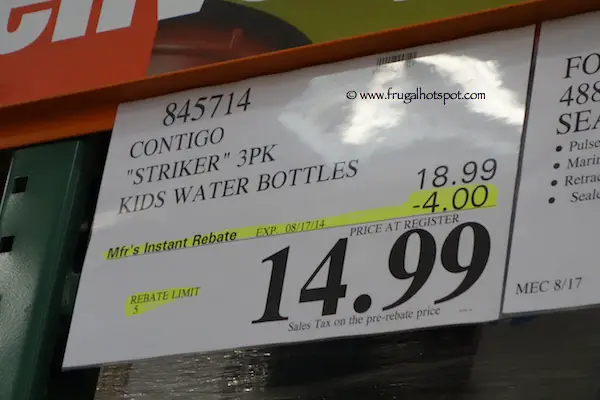 © www.frugalhotspot.com
845714
CONTIGO
"STRIKER" 3PK
KIDS WATER BOTTLES
18.99
-4.00
Mfr's Instant Rebate EXP. 08/17/14
PRICE AT REGISTER
14.99
REBATE LIMIT
5
Sales Tax on the pre-rebate price
FO
488
SEA
• Pulse
• Marin
• Retrac
• Seale
MEC 8/17